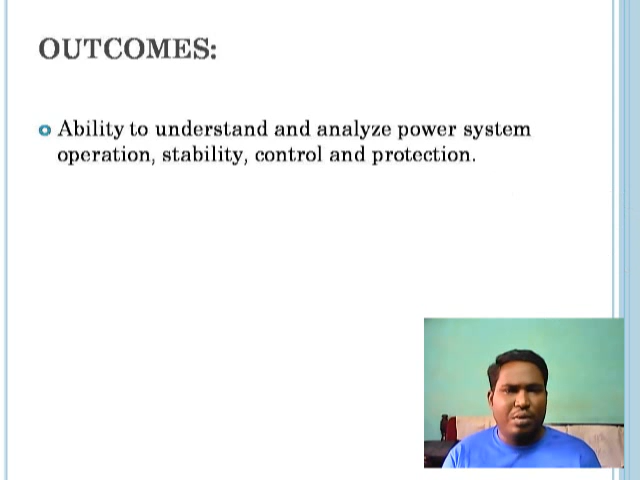 OUTCOMES:
Ability to understand and analyze power system
operation, stability, control and protection.